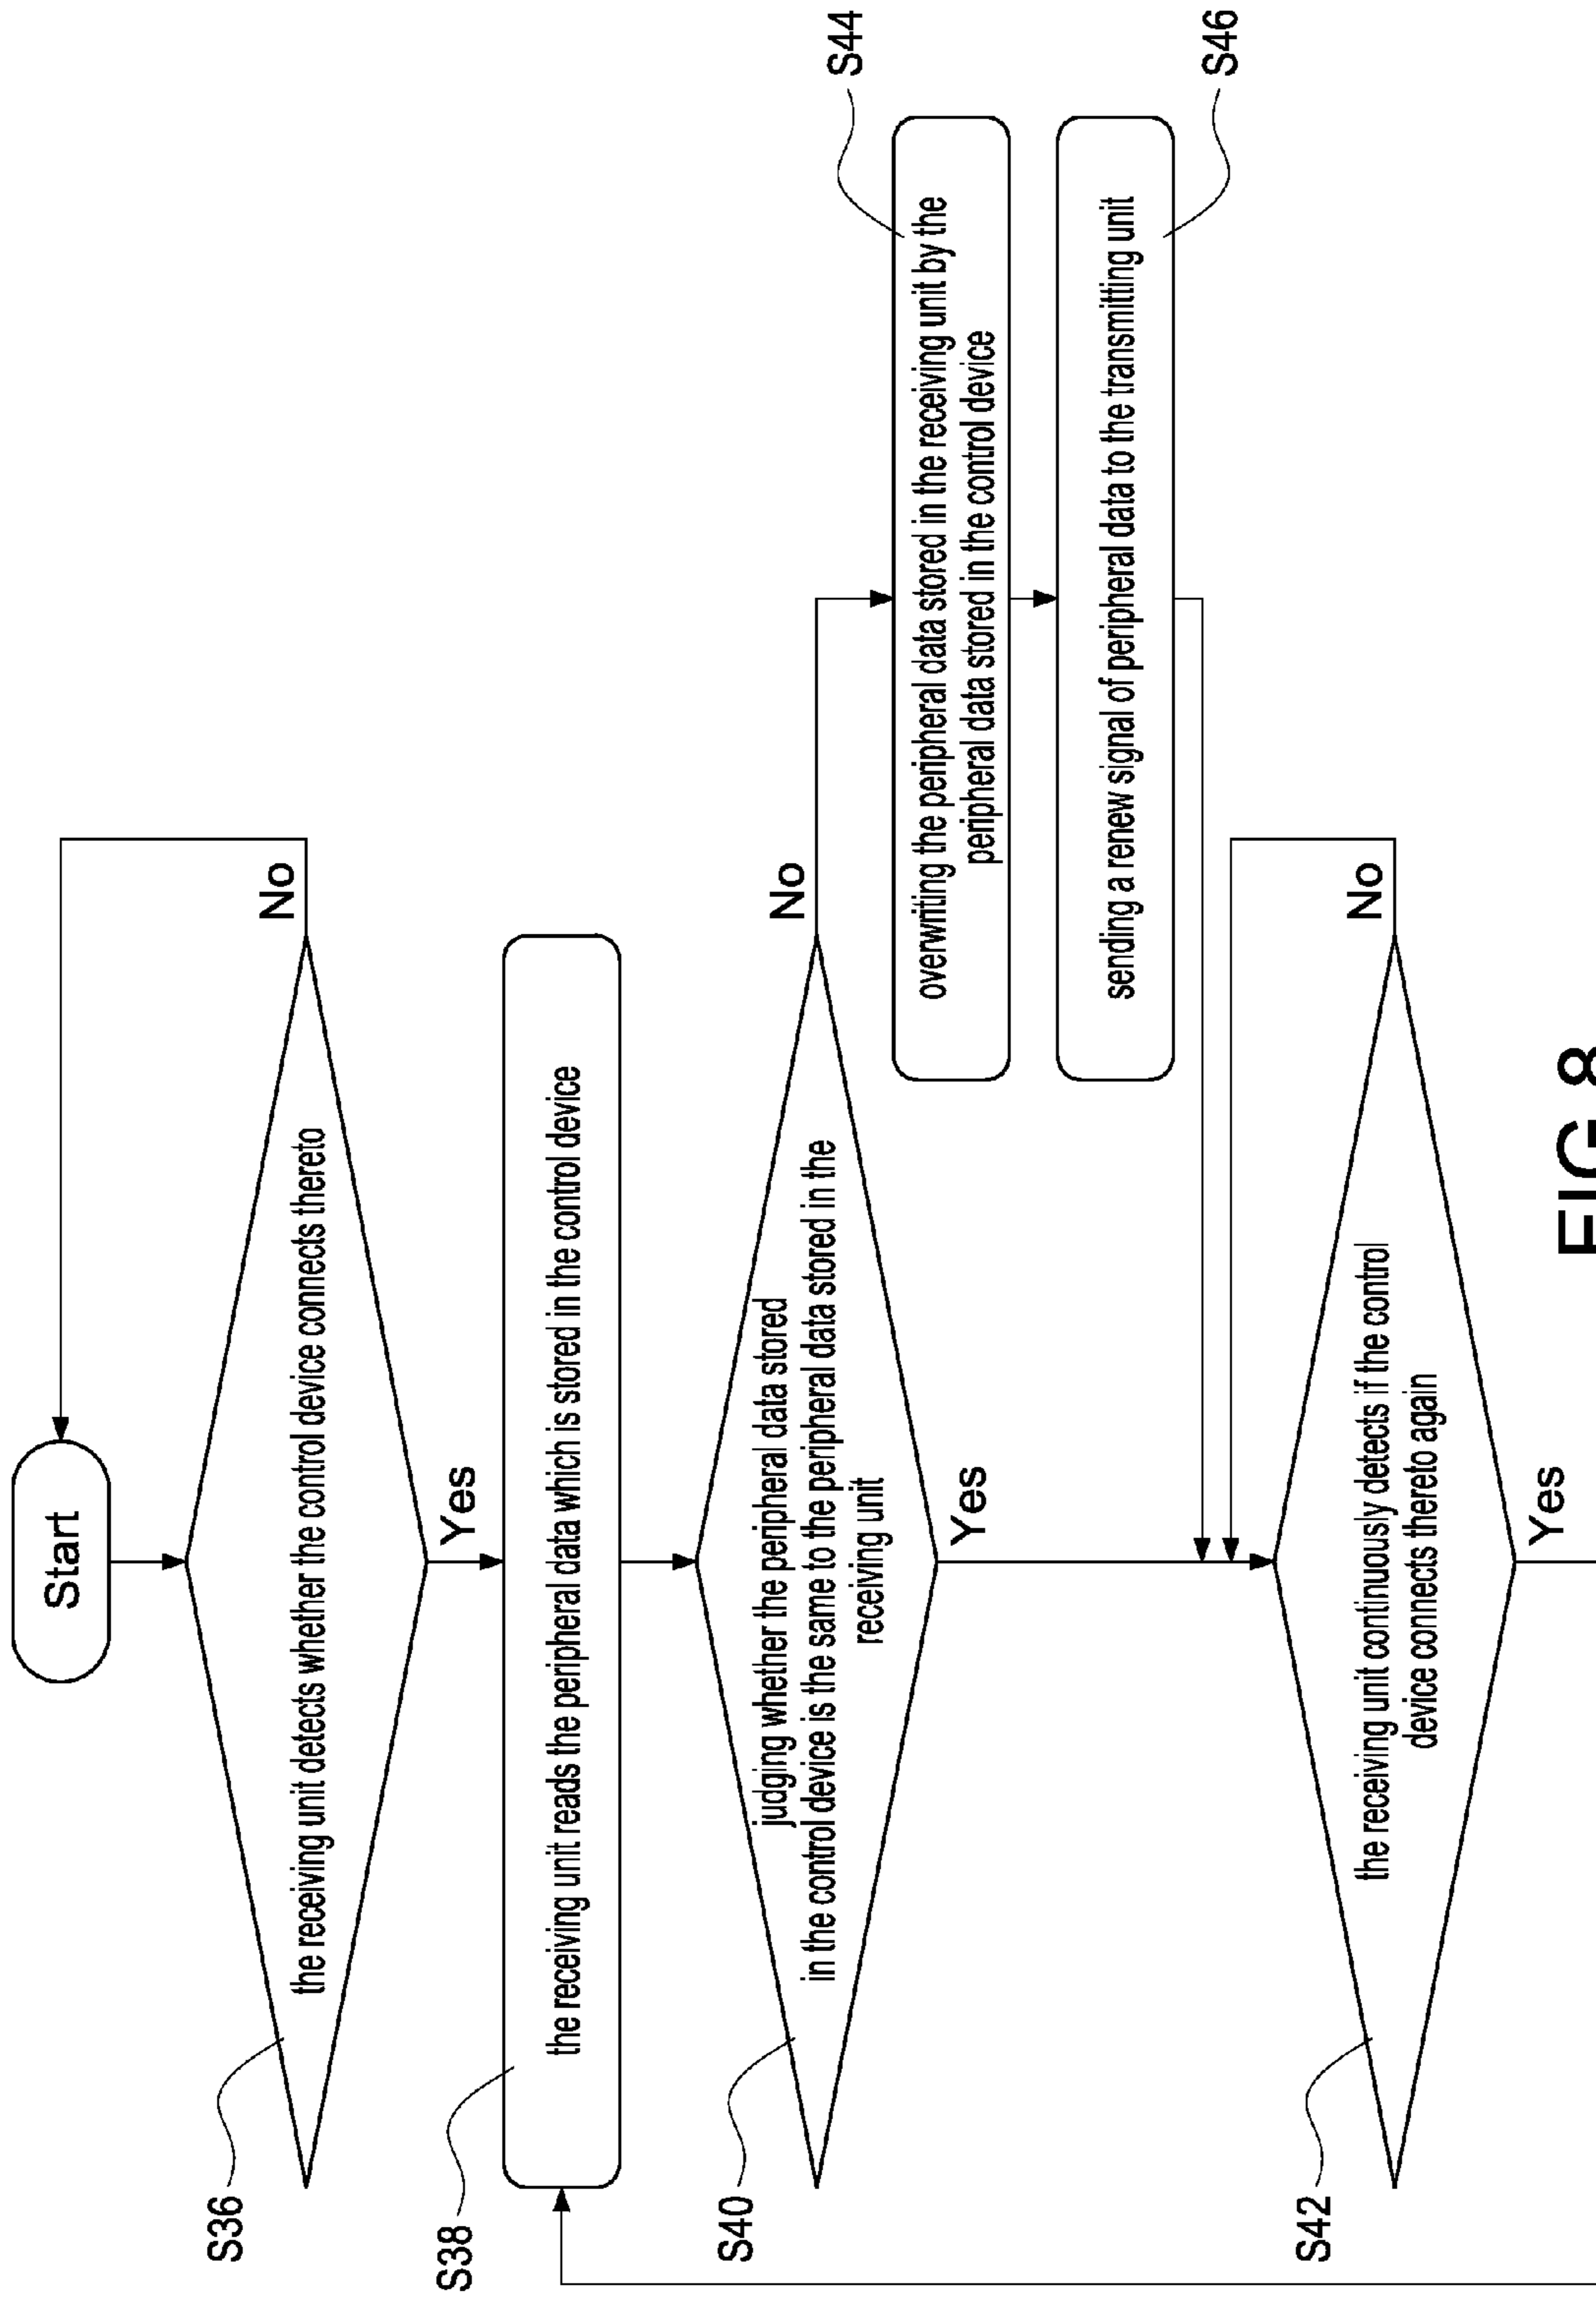 Start
S36
the receiving unit detects whether the control device connects thereto
No
Yes
S38
the receiving unit reads the peripheral data which is stored in the control device
S40
judging whether the peripheral data stored
in the control device is the same to the peripheral data stored in the
receiving unit
No
Yes
S44
overwriting the peripheral data stored in the receiving unit by the
peripheral data stored in the control device
S46
sending a renew signal of peripheral data to the transmitting unit
S42
the receiving unit continuously detects if the control
device connects thereto again
No
Yes
FIG.8